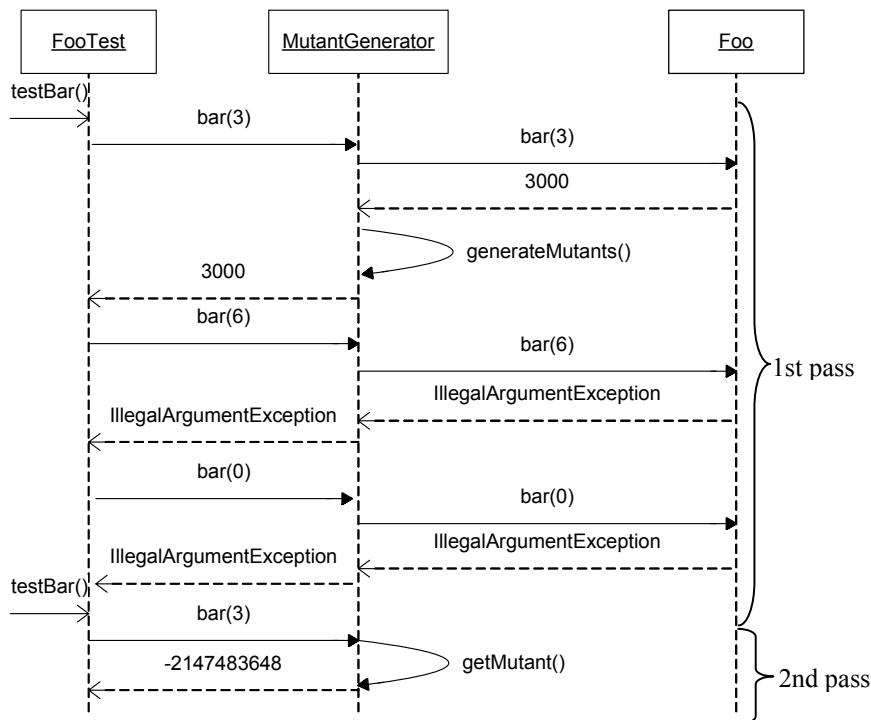 FooTest
MutantGenerator
Foo
testBar()
bar(3)
bar(3)
3000
generateMutants()
3000
bar(6)
bar(6)
1st pass
IllegalArgumentException
IllegalArgumentException
bar(0)
bar(0)
IllegalArgumentException
IllegalArgumentException
testBar()
bar(3)
-2147483648
getMutant()
2nd pass